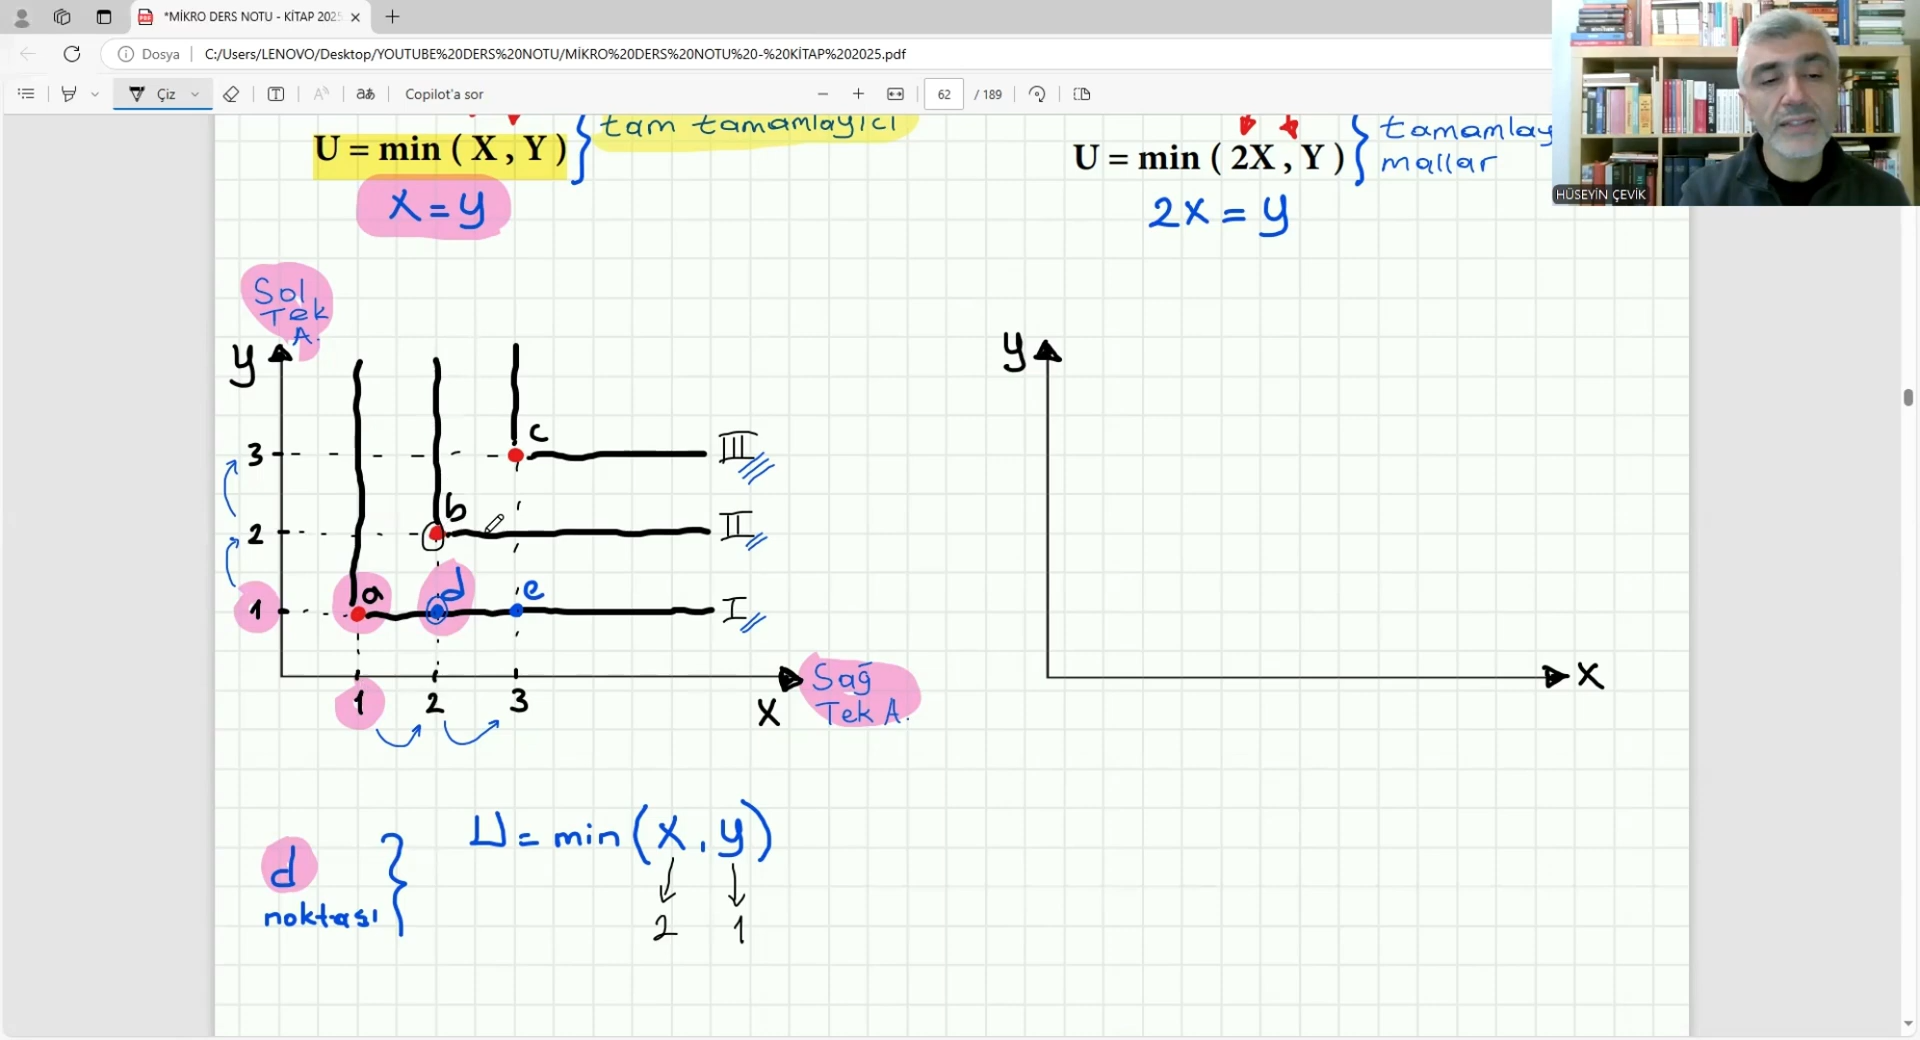 *MİKRO DERS NOTU - KİTAP 2025
Dosya
C:/Users/LENOVO/Desktop/YOUTUBE%20DERS%20NOTU/MİKRO%20DERS%20NOTU%20-%20KİTAP%202025.pdf
Çiz
Copilot'a sor
62 / 189
HÜSEYİN ÇEVİK
U = min ( X , Y ) } tam tamamlayıcı
X = y
U = min ( 2X , Y ) } tamamlay
mallar
2X = y
Sol
Tek
A.
y
3
2
1
a
b
c
d
e
III
II
I
1 2 3
X
Sağ
Tek A.
y
X
d
noktası }
U = min (X , y)
2 1